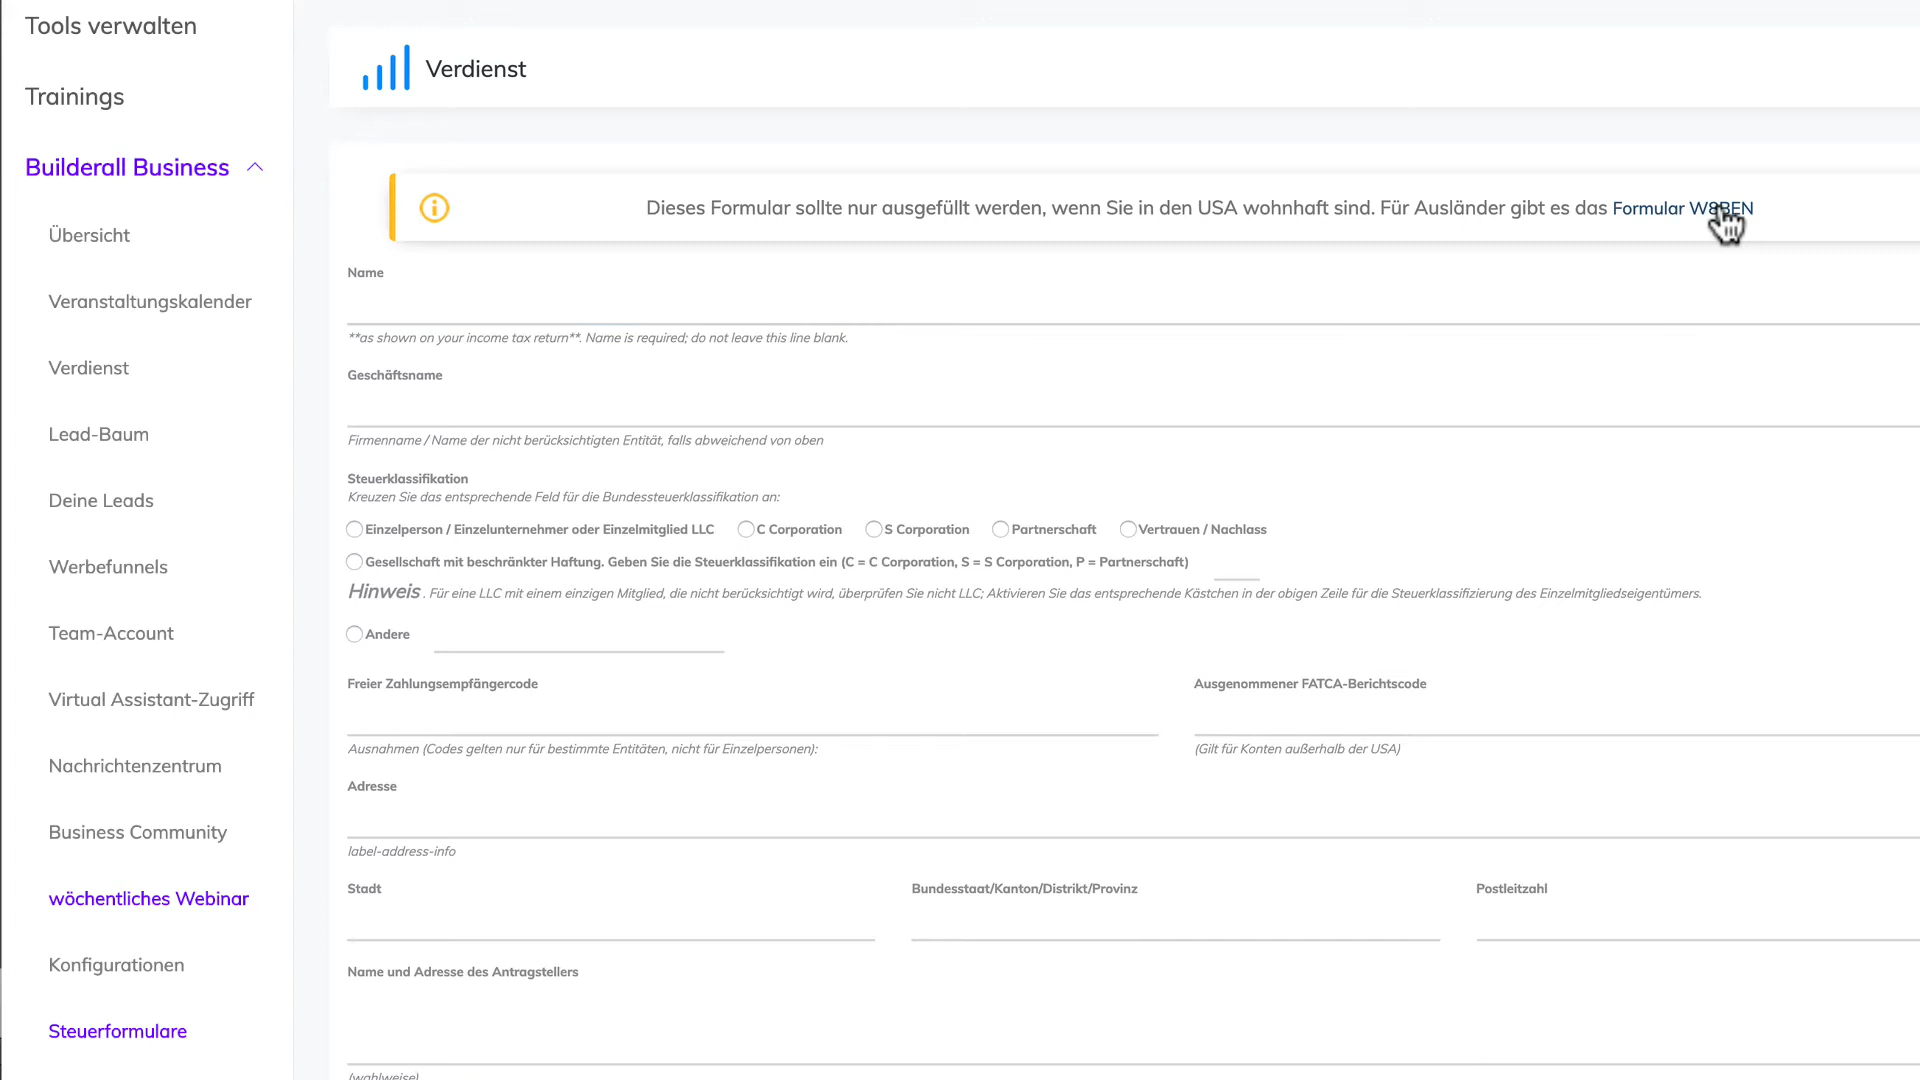 Tools verwalten
Trainings
Builderall Business
Übersicht
Veranstaltungskalender
Verdienst
Lead-Baum
Deine Leads
Werbefunnels
Team-Account
Virtual Assistant-Zugriff
Nachrichtenzentrum
Business Community
wöchentliches Webinar
Konfigurationen
Steuerformulare
Verdienst
Dieses Formular sollte nur ausgefüllt werden, wenn Sie in den USA wohnhaft sind. Für Ausländer gibt es das Formular W8BEN
Name
**as shown on your income tax return**. Name is required; do not leave this line blank.
Geschäftsname
Firmenname / Name der nicht berücksichtigten Entität, falls abweichend von oben
Steuerklassifikation
Kreuzen Sie das entsprechende Feld für die Bundessteuerklassifikation an:
Einzelperson / Einzelunternehmer oder Einzelmitglied LLC C Corporation S Corporation Partnerschaft Vertrauen / Nachlass
Gesellschaft mit beschränkter Haftung. Geben Sie die Steuerklassifikation ein (C = C Corporation, S = S Corporation, P = Partnerschaft)
Hinweis . Für eine LLC mit einem einzigen Mitglied, die nicht berücksichtigt wird, überprüfen Sie nicht LLC; Aktivieren Sie das entsprechende Kästchen in der obigen Zeile für die Steuerklassifizierung des Einzelmitgliedseigentümers.
Andere
Freier Zahlungsempfängercode Ausgenommener FATCA-Berichtscode
Ausnahmen (Codes gelten nur für bestimmte Entitäten, nicht für Einzelpersonen): (Gilt für Konten außerhalb der USA)
Adresse
label-address-info
Stadt Bundesstaat/Kanton/Distrikt/Provinz Postleitzahl
Name und Adresse des Antragstellers
(wahlweise)